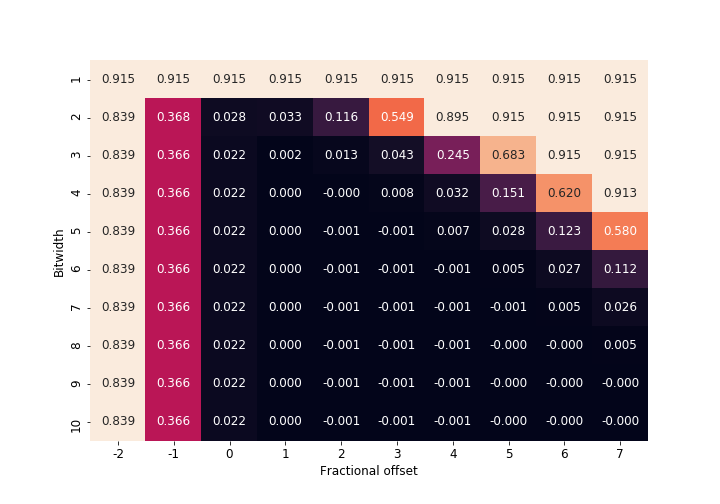 1 0.915 0.915 0.915 0.915 0.915 0.915 0.915 0.915 0.915 0.915
2 0.839 0.368 0.028 0.033 0.116 0.549 0.895 0.915 0.915 0.915
3 0.839 0.366 0.022 0.002 0.013 0.043 0.245 0.683 0.915 0.915
4 0.839 0.366 0.022 0.000 -0.000 0.008 0.032 0.151 0.620 0.913
5 0.839 0.366 0.022 0.000 -0.001 -0.001 0.007 0.028 0.123 0.580
6 0.839 0.366 0.022 0.000 -0.001 -0.001 -0.001 0.005 0.027 0.112
7 0.839 0.366 0.022 0.000 -0.001 -0.001 -0.001 -0.001 0.005 0.026
8 0.839 0.366 0.022 0.000 -0.001 -0.001 -0.001 -0.000 -0.000 0.005
9 0.839 0.366 0.022 0.000 -0.001 -0.001 -0.001 -0.000 -0.000 -0.000
10 0.839 0.366 0.022 0.000 -0.001 -0.001 -0.001 -0.000 -0.000 -0.000
-2 -1 0 1 2 3 4 5 6 7
Fractional offset
Bitwidth